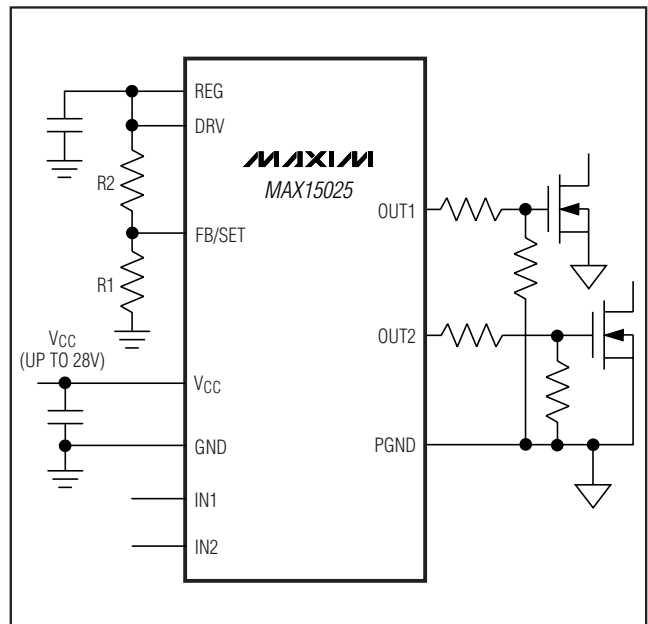 REG
DRV
MAXIM
MAX15025
R2
OUT1
FB/SET
R1
OUT2
VCC
(UP TO 28V)
VCC
GND
PGND
IN1
IN2